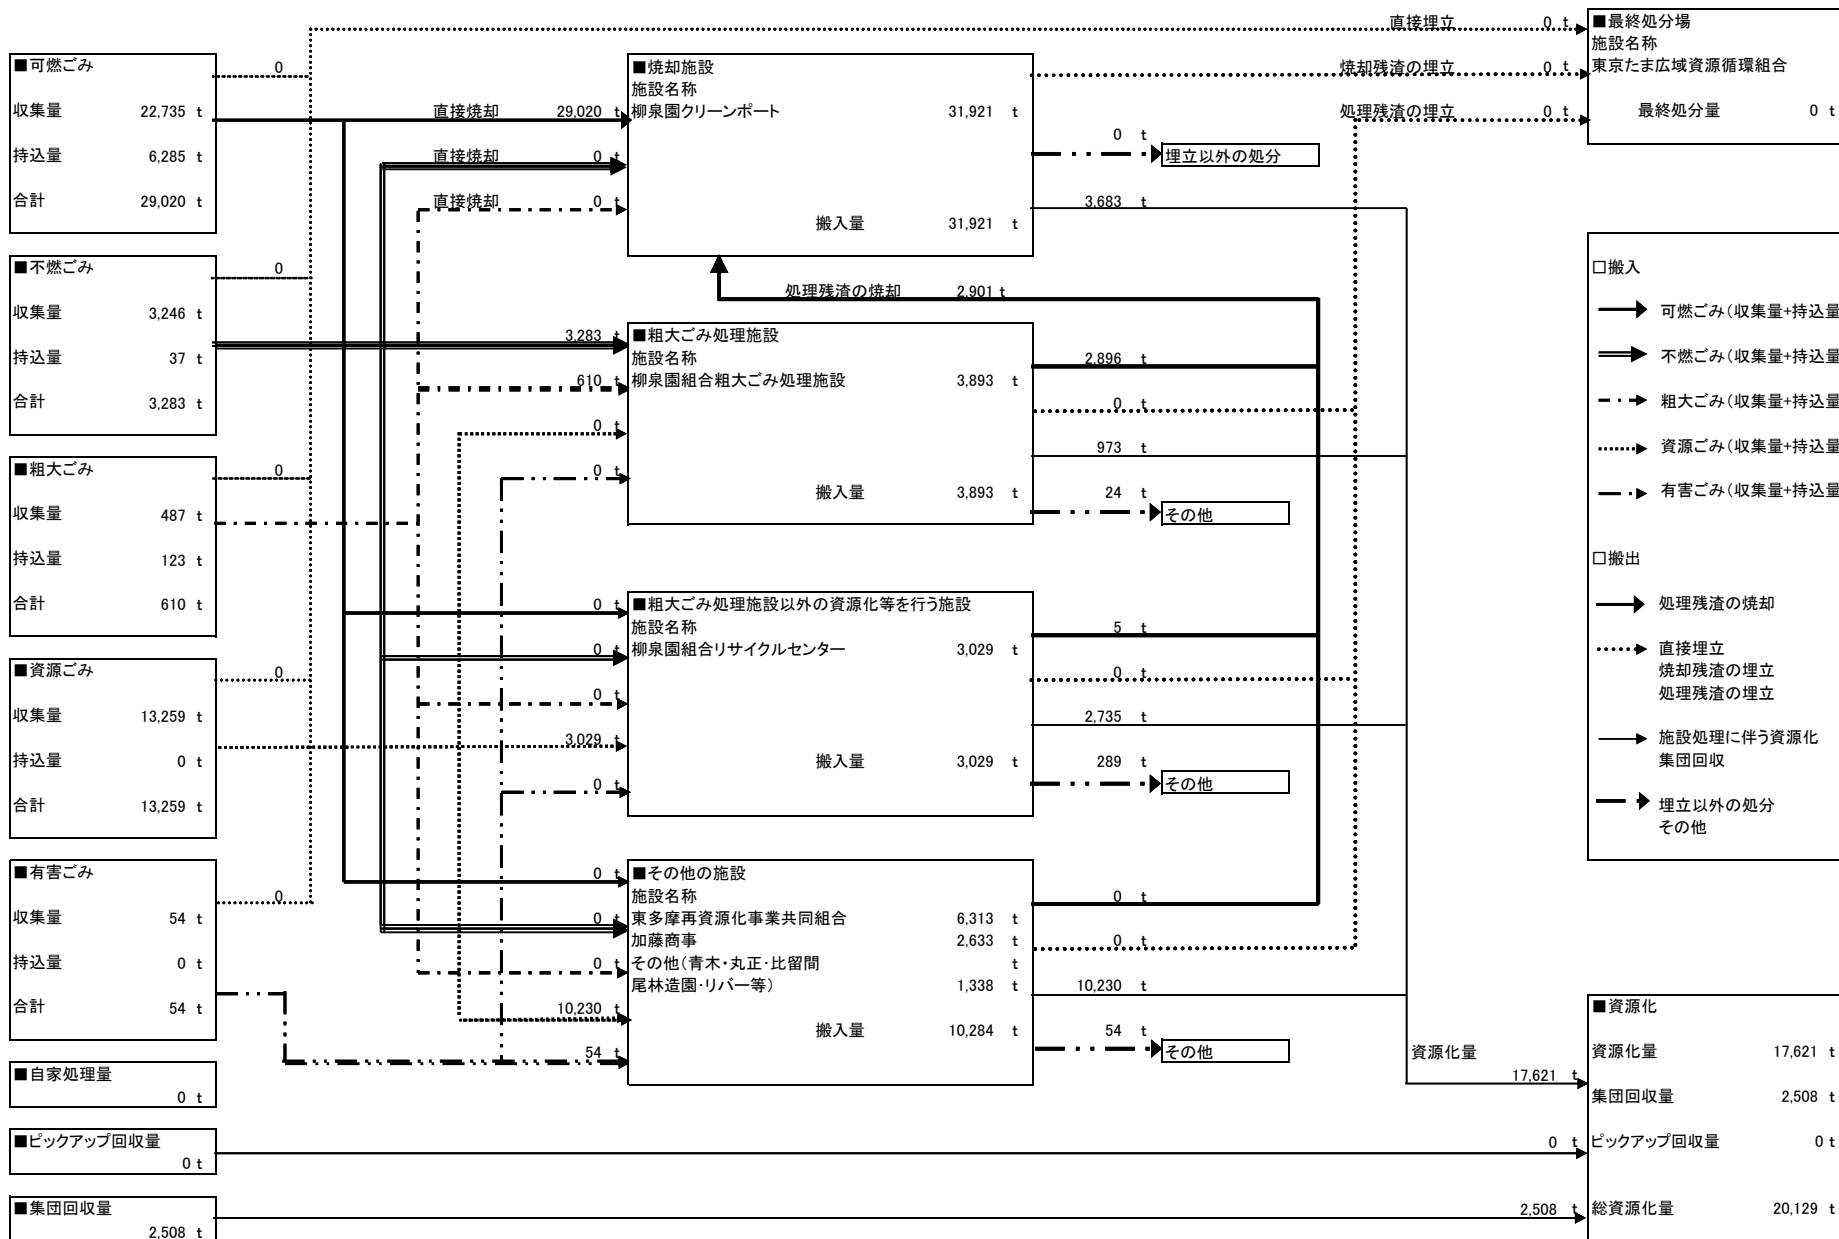 ■可燃ごみ
収集量 22,735 t
持込量 6,285 t
合計 29,020 t
0
■不燃ごみ
収集量 3,246 t
持込量 37 t
合計 3,283 t
0
■粗大ごみ
収集量 487 t
持込量 123 t
合計 610 t
0
■資源ごみ
収集量 13,259 t
持込量 0 t
合計 13,259 t
0
■有害ごみ
収集量 54 t
持込量 0 t
合計 54 t
0
■自家処理量
0 t
■ピックアップ回収量
0 t
■集団回収量
2,508 t
直接焼却 29,020 t
直接焼却 0 t
直接焼却 0 t
■焼却施設
施設名称
柳泉園クリーンポート 31,921 t
搬入量 31,921 t
0 t
埋立以外の処分
3,683 t
処理残渣の焼却 2,901 t
3,283 t
610 t
0 t
0 t
■粗大ごみ処理施設
施設名称
柳泉園組合粗大ごみ処理施設 3,893 t
搬入量 3,893 t
2,896 t
0 t
973 t
24 t
その他
0 t
0 t
0 t
3,029 t
0 t
■粗大ごみ処理施設以外の資源化等を行う施設
施設名称
柳泉園組合リサイクルセンター 3,029 t
搬入量 3,029 t
5 t
0 t
2,735 t
289 t
その他
0 t
0 t
0 t
10,230 t
54 t
■その他の施設
施設名称
東多摩再資源化事業共同組合 6,313 t
加藤商事 2,633 t
その他(青木・丸正・比留間 t
尾林造園・リバー等) 1,338 t
搬入量 10,284 t
0 t
0 t
10,230 t
54 t
その他
直接埋立 0 t
焼却残渣の埋立 0 t
処理残渣の埋立 0 t
■最終処分場
施設名称
東京たま広域資源循環組合
最終処分量 0 t
□搬入
可燃ごみ(収集量+持込量
不燃ごみ(収集量+持込量
粗大ごみ(収集量+持込量
資源ごみ(収集量+持込量
有害ごみ(収集量+持込量
□搬出
処理残渣の焼却
直接埋立
焼却残渣の埋立
処理残渣の埋立
施設処理に伴う資源化
集団回収
埋立以外の処分
その他
資源化量
17,621 t
0 t
2,508 t
■資源化
資源化量 17,621 t
集団回収量 2,508 t
ピックアップ回収量 0 t
総資源化量 20,129 t